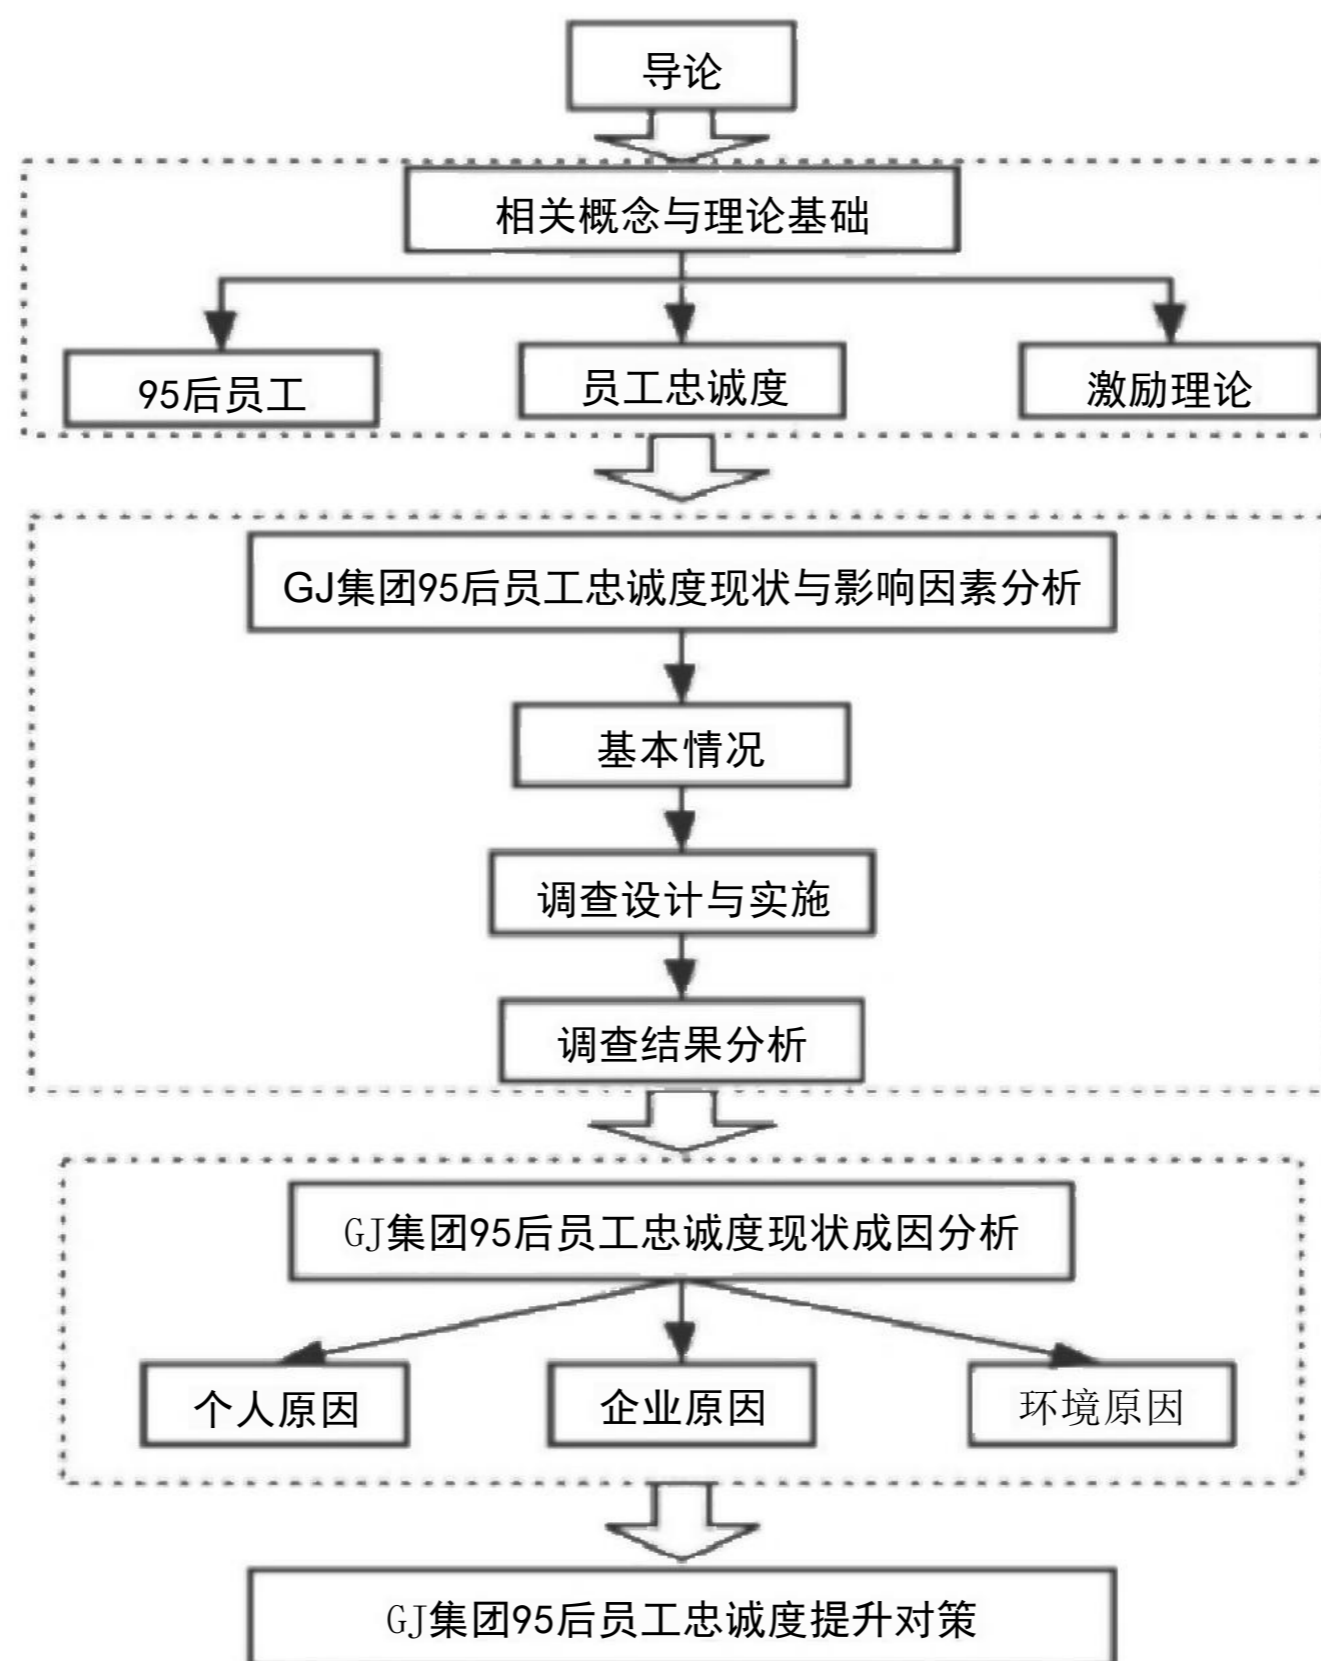 导论
相关概念与理论基础
95后员工
员工忠诚度
激励理论
GJ集团95后员工忠诚度现状与影响因素分析
基本情况
调查设计与实施
调查结果分析
GJ集团95后员工忠诚度现状成因分析
个人原因
企业原因
环境原因
GJ集团95后员工忠诚度提升对策